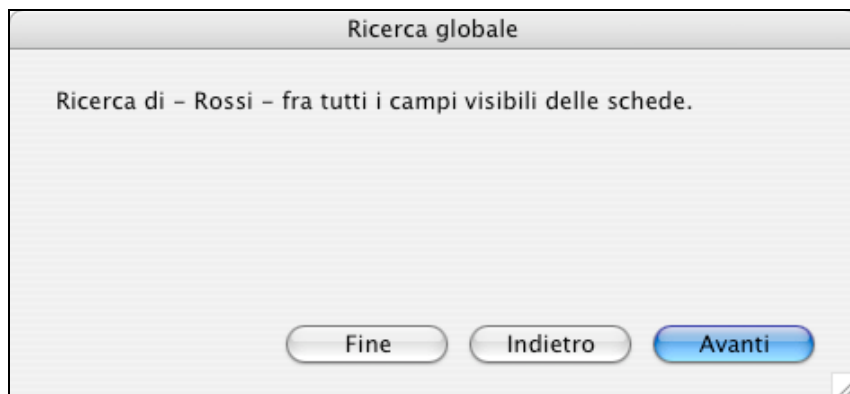 Ricerca globale
Ricerca di – Rossi – fra tutti i campi visibili delle schede.
Fine Indietro Avanti